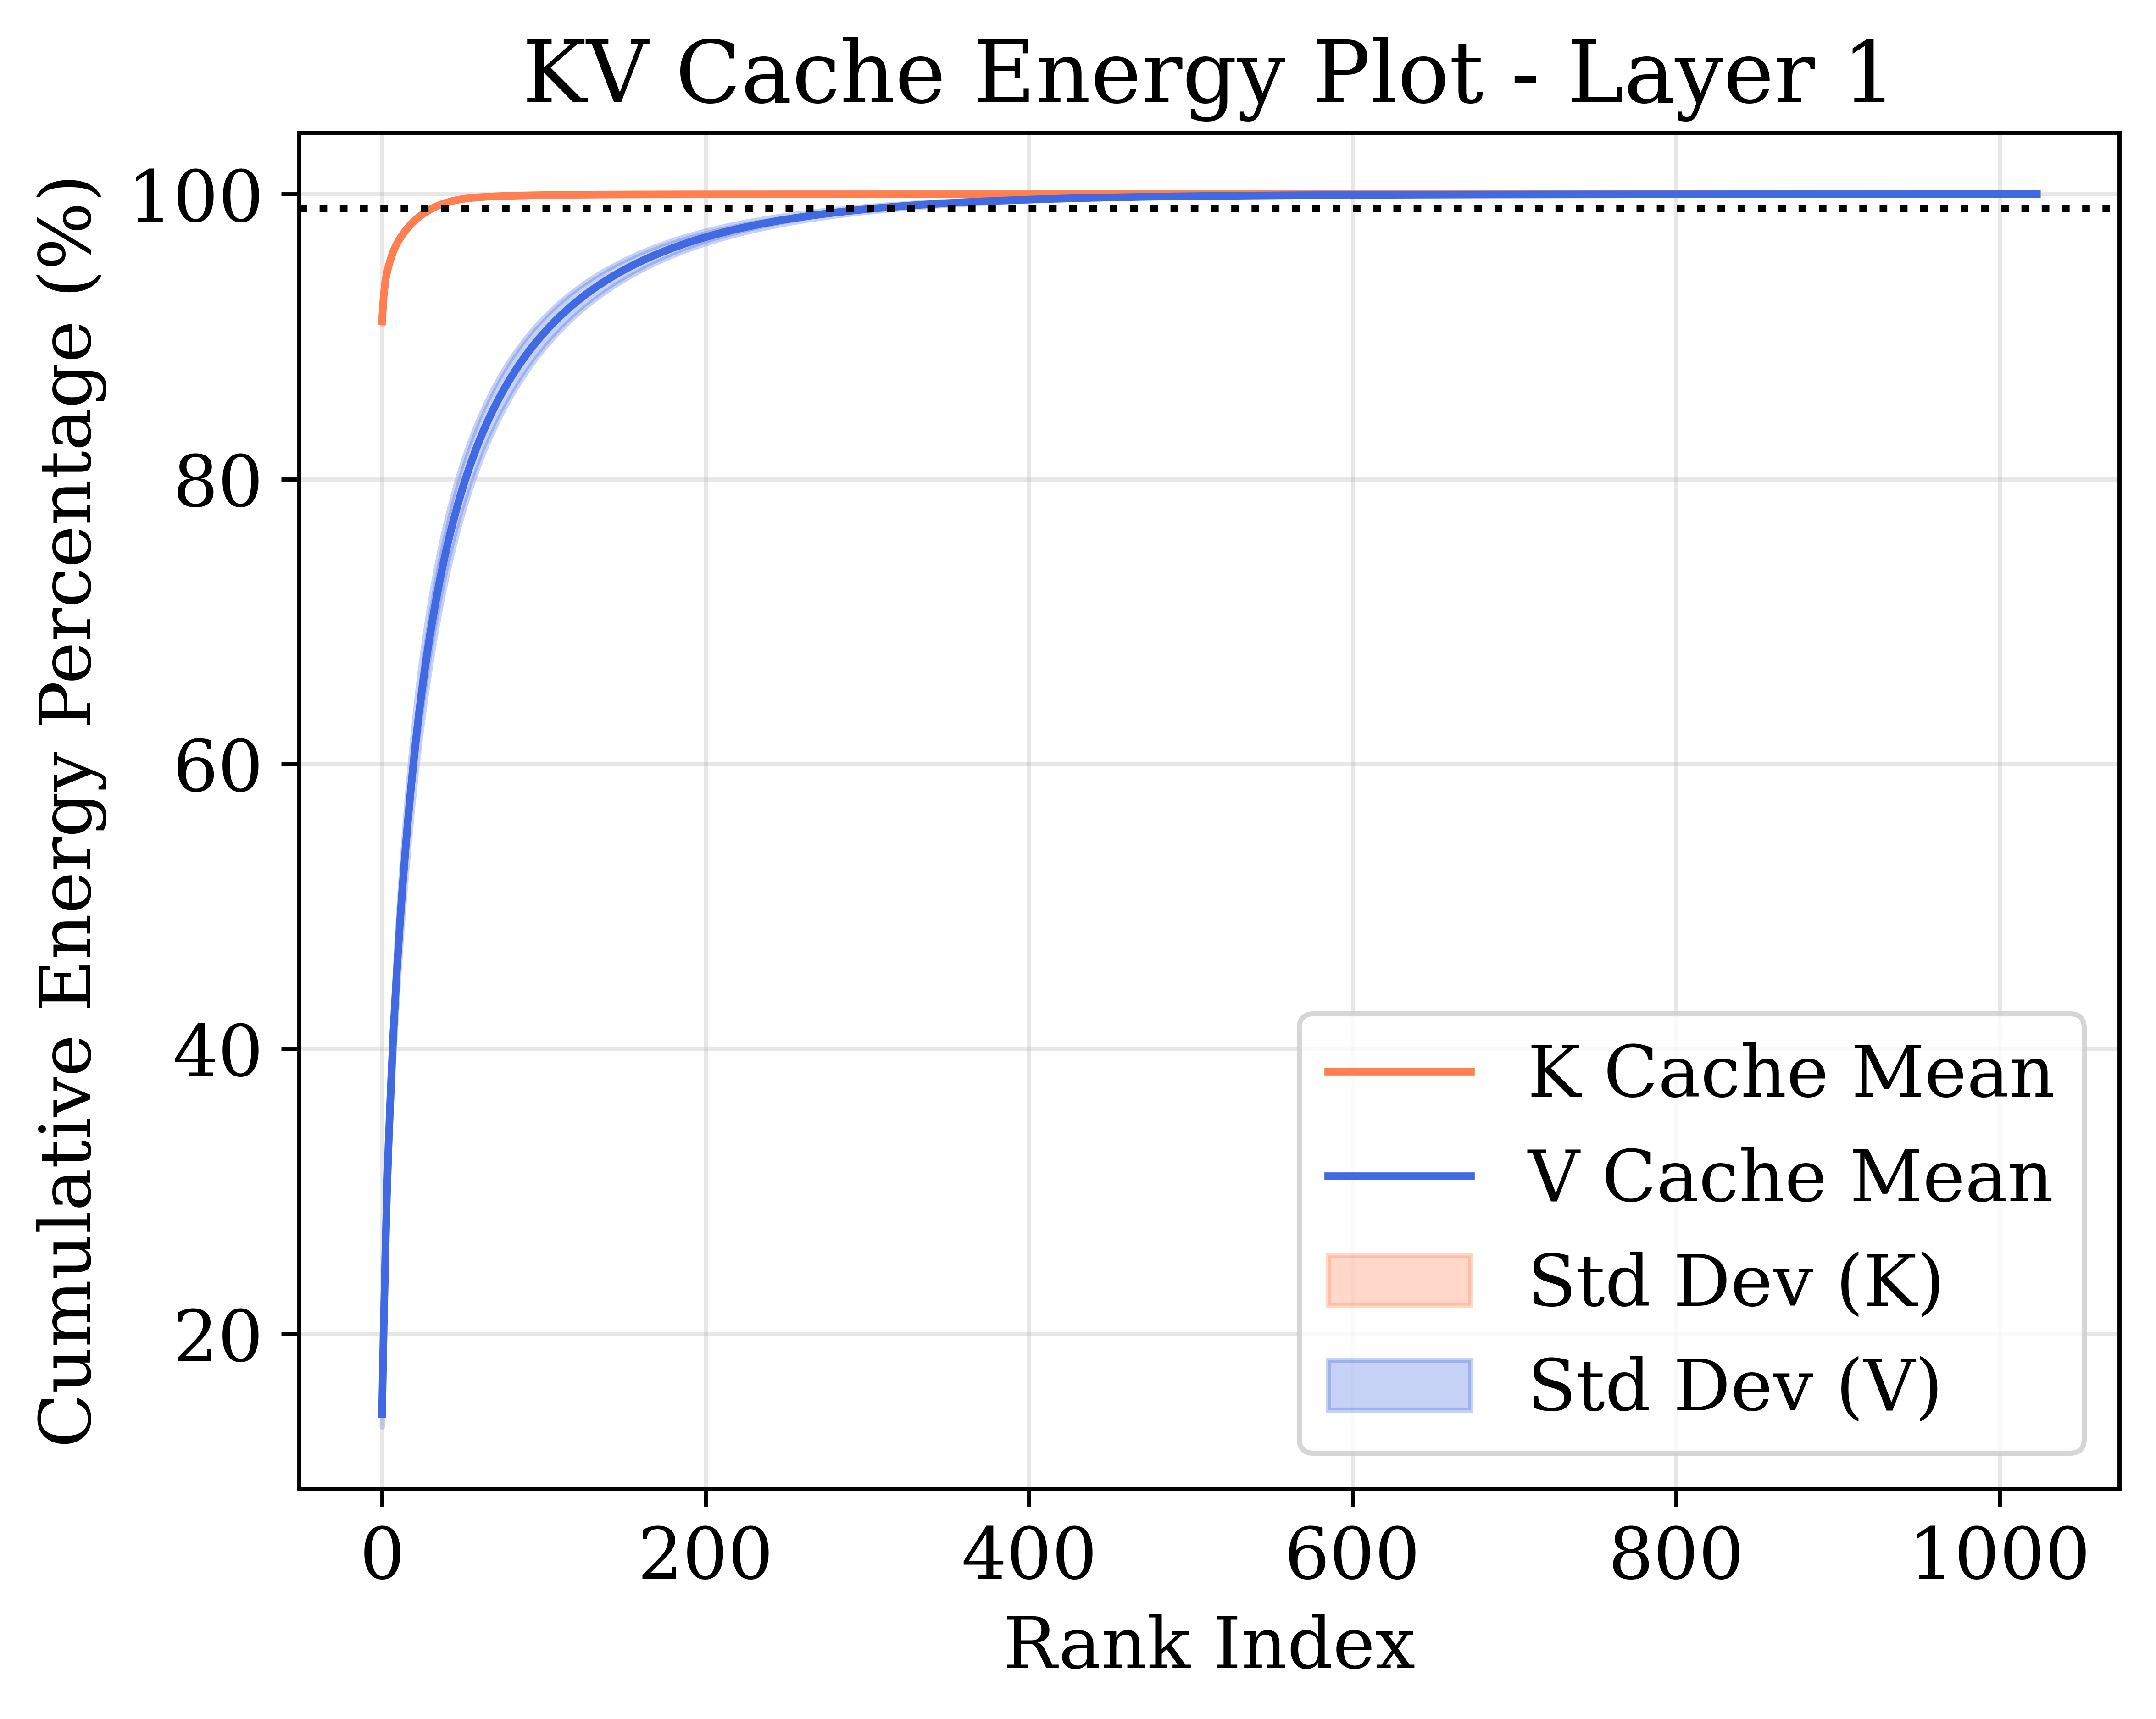 KV Cache Energy Plot - Layer 1
Cumulative Energy Percentage (%)
100
80
60
40
20
K Cache Mean
V Cache Mean
Std Dev (K)
Std Dev (V)
0 200 400 600 800 1000
Rank Index